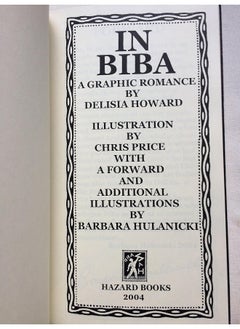 IN
BIBA
A GRAPHIC ROMANCE
BY
DELISIA HOWARD
ILLUSTRATION
BY
CHRIS PRICE
WITH
A FORWARD
AND
ADDITIONAL
ILLUSTRATIONS
BY
BARBARA HULANICKI
HAZARD BOOKS
2004